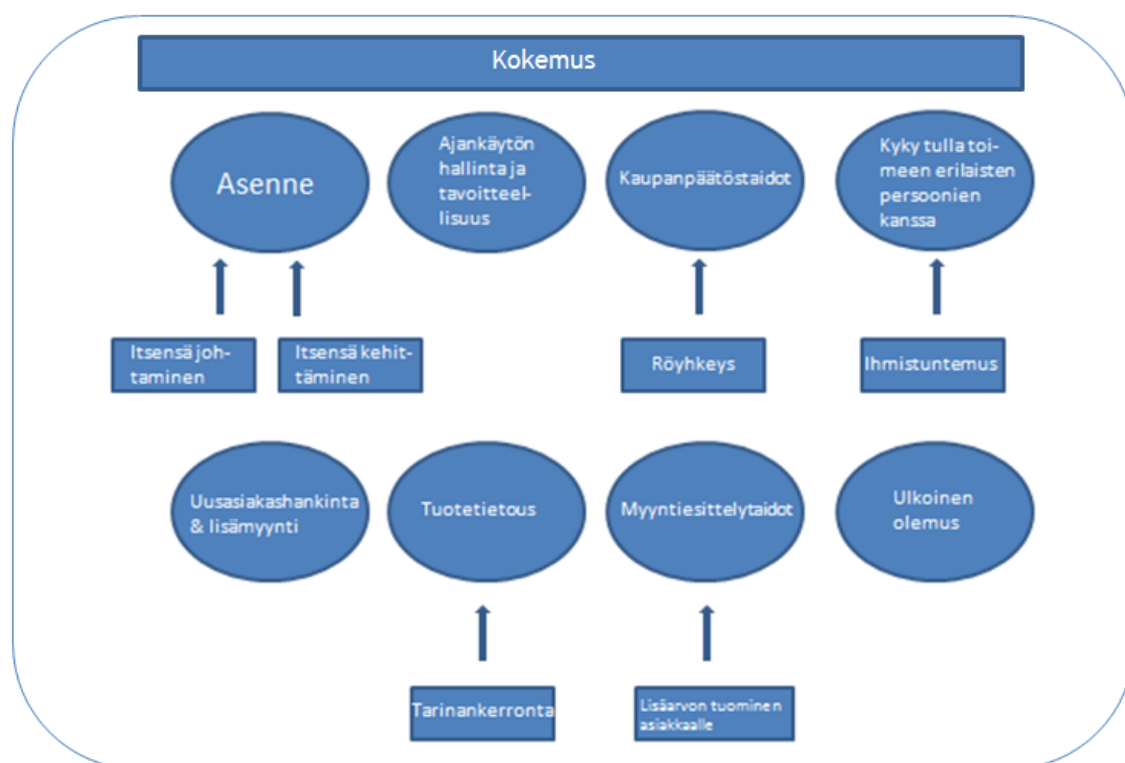 Kokemus
Asenne
Ajankäytön
hallinta ja
tavoitteel-
lisuus
Kaupanpäätöstaidot
Kyky tulla toi-
meen erilaisten
persoonien
kanssa
Itsensä joh-
taminen
Itsensä kehit-
täminen
Röyhkeys
Ihmistuntemus
Uusasiakashankinta
& lisämyynti
Tuotetietous
Myyntiesittelytaidot
Ulkoinen
olemus
Tarinankerronta
Lisäarvon tuominen
asiakkaalle